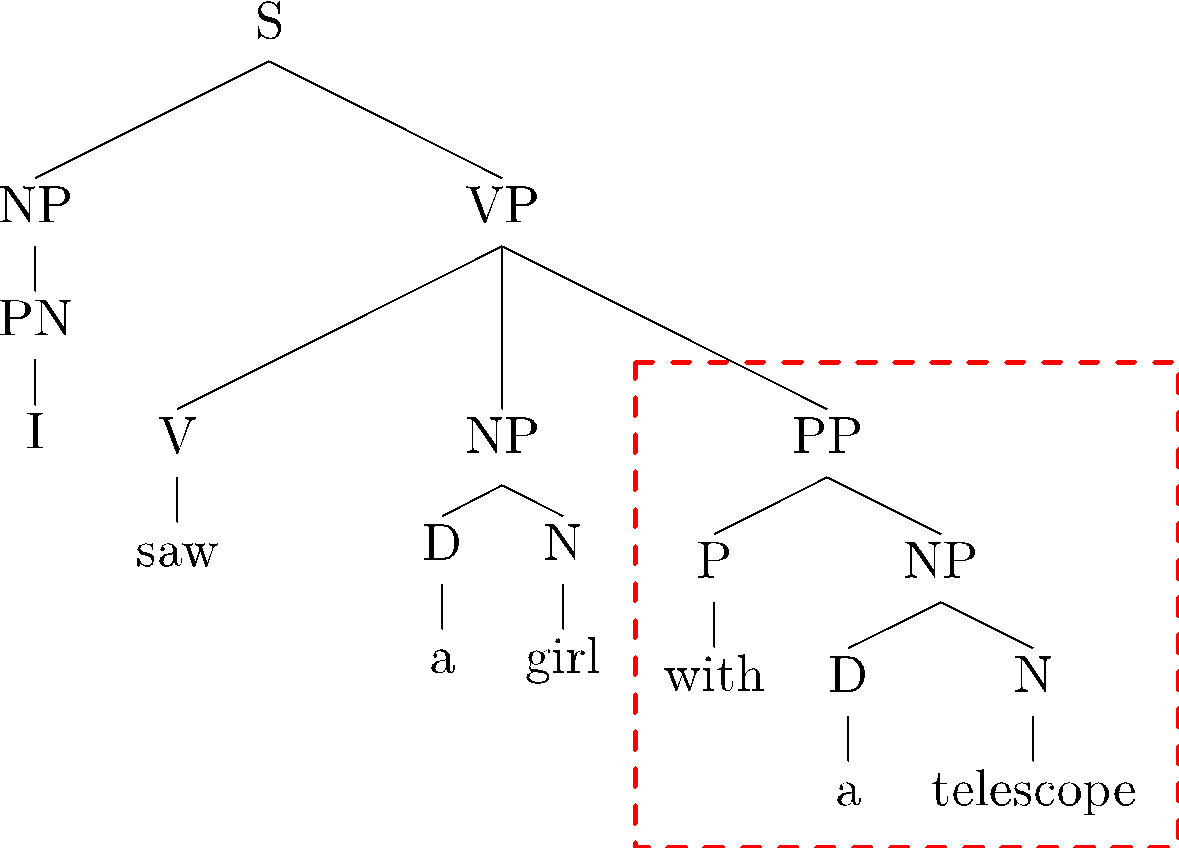 S
NP VP
PN
I V NP PP
saw D N P NP
a girl with D N
a telescope